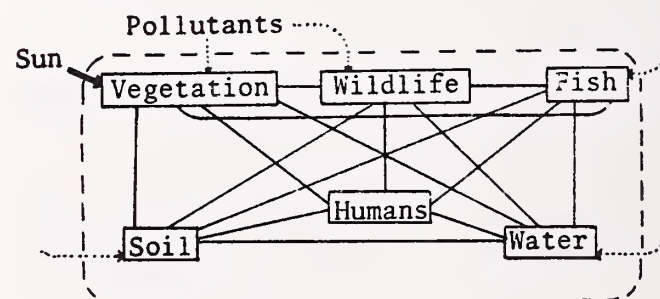 Pollutants
Sun
Vegetation Wildlife Fish
Humans
Soil Water